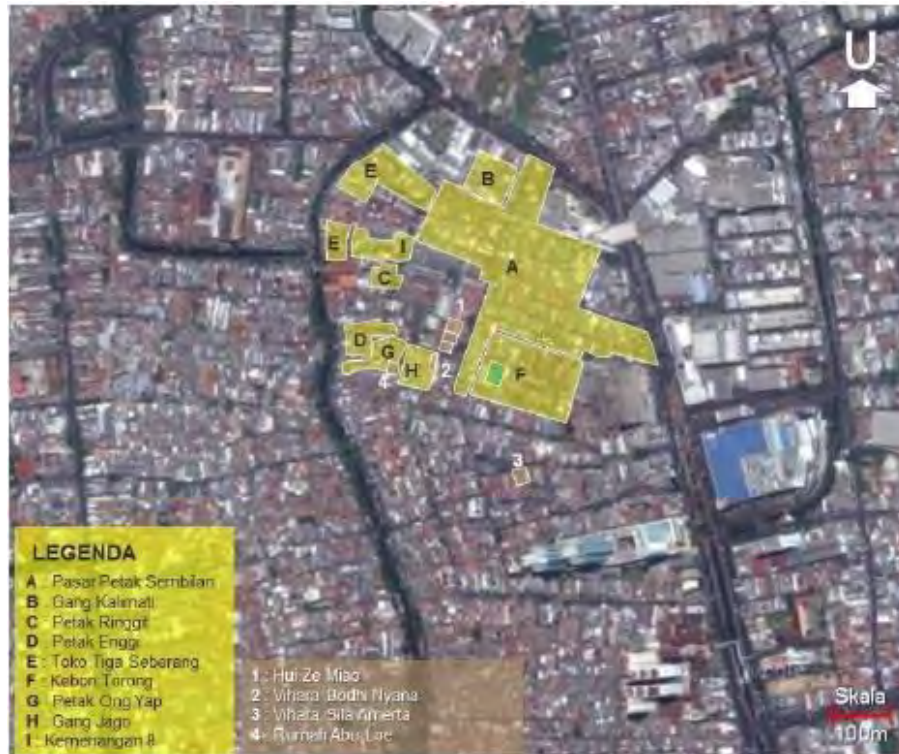 U
E
B
E
I
A
C
1
D
G
H
2
4
F
3
LEGENDA
A : Pasar Petak Sembilan
B : Gang Kalimati
C : Petak Ringgit
D : Petak Enggi
E : Toko Tiga Seberang
F : Kebon Torong
G : Petak Ong Yap
H : Gang Jago
I : Kemenangan 8
1 : Hui Ze Miao
2 : Vihara Bodhi Nyana
3 : Vihara Sila Amerta
4 : Rumah Abu Loe
Skala
100m